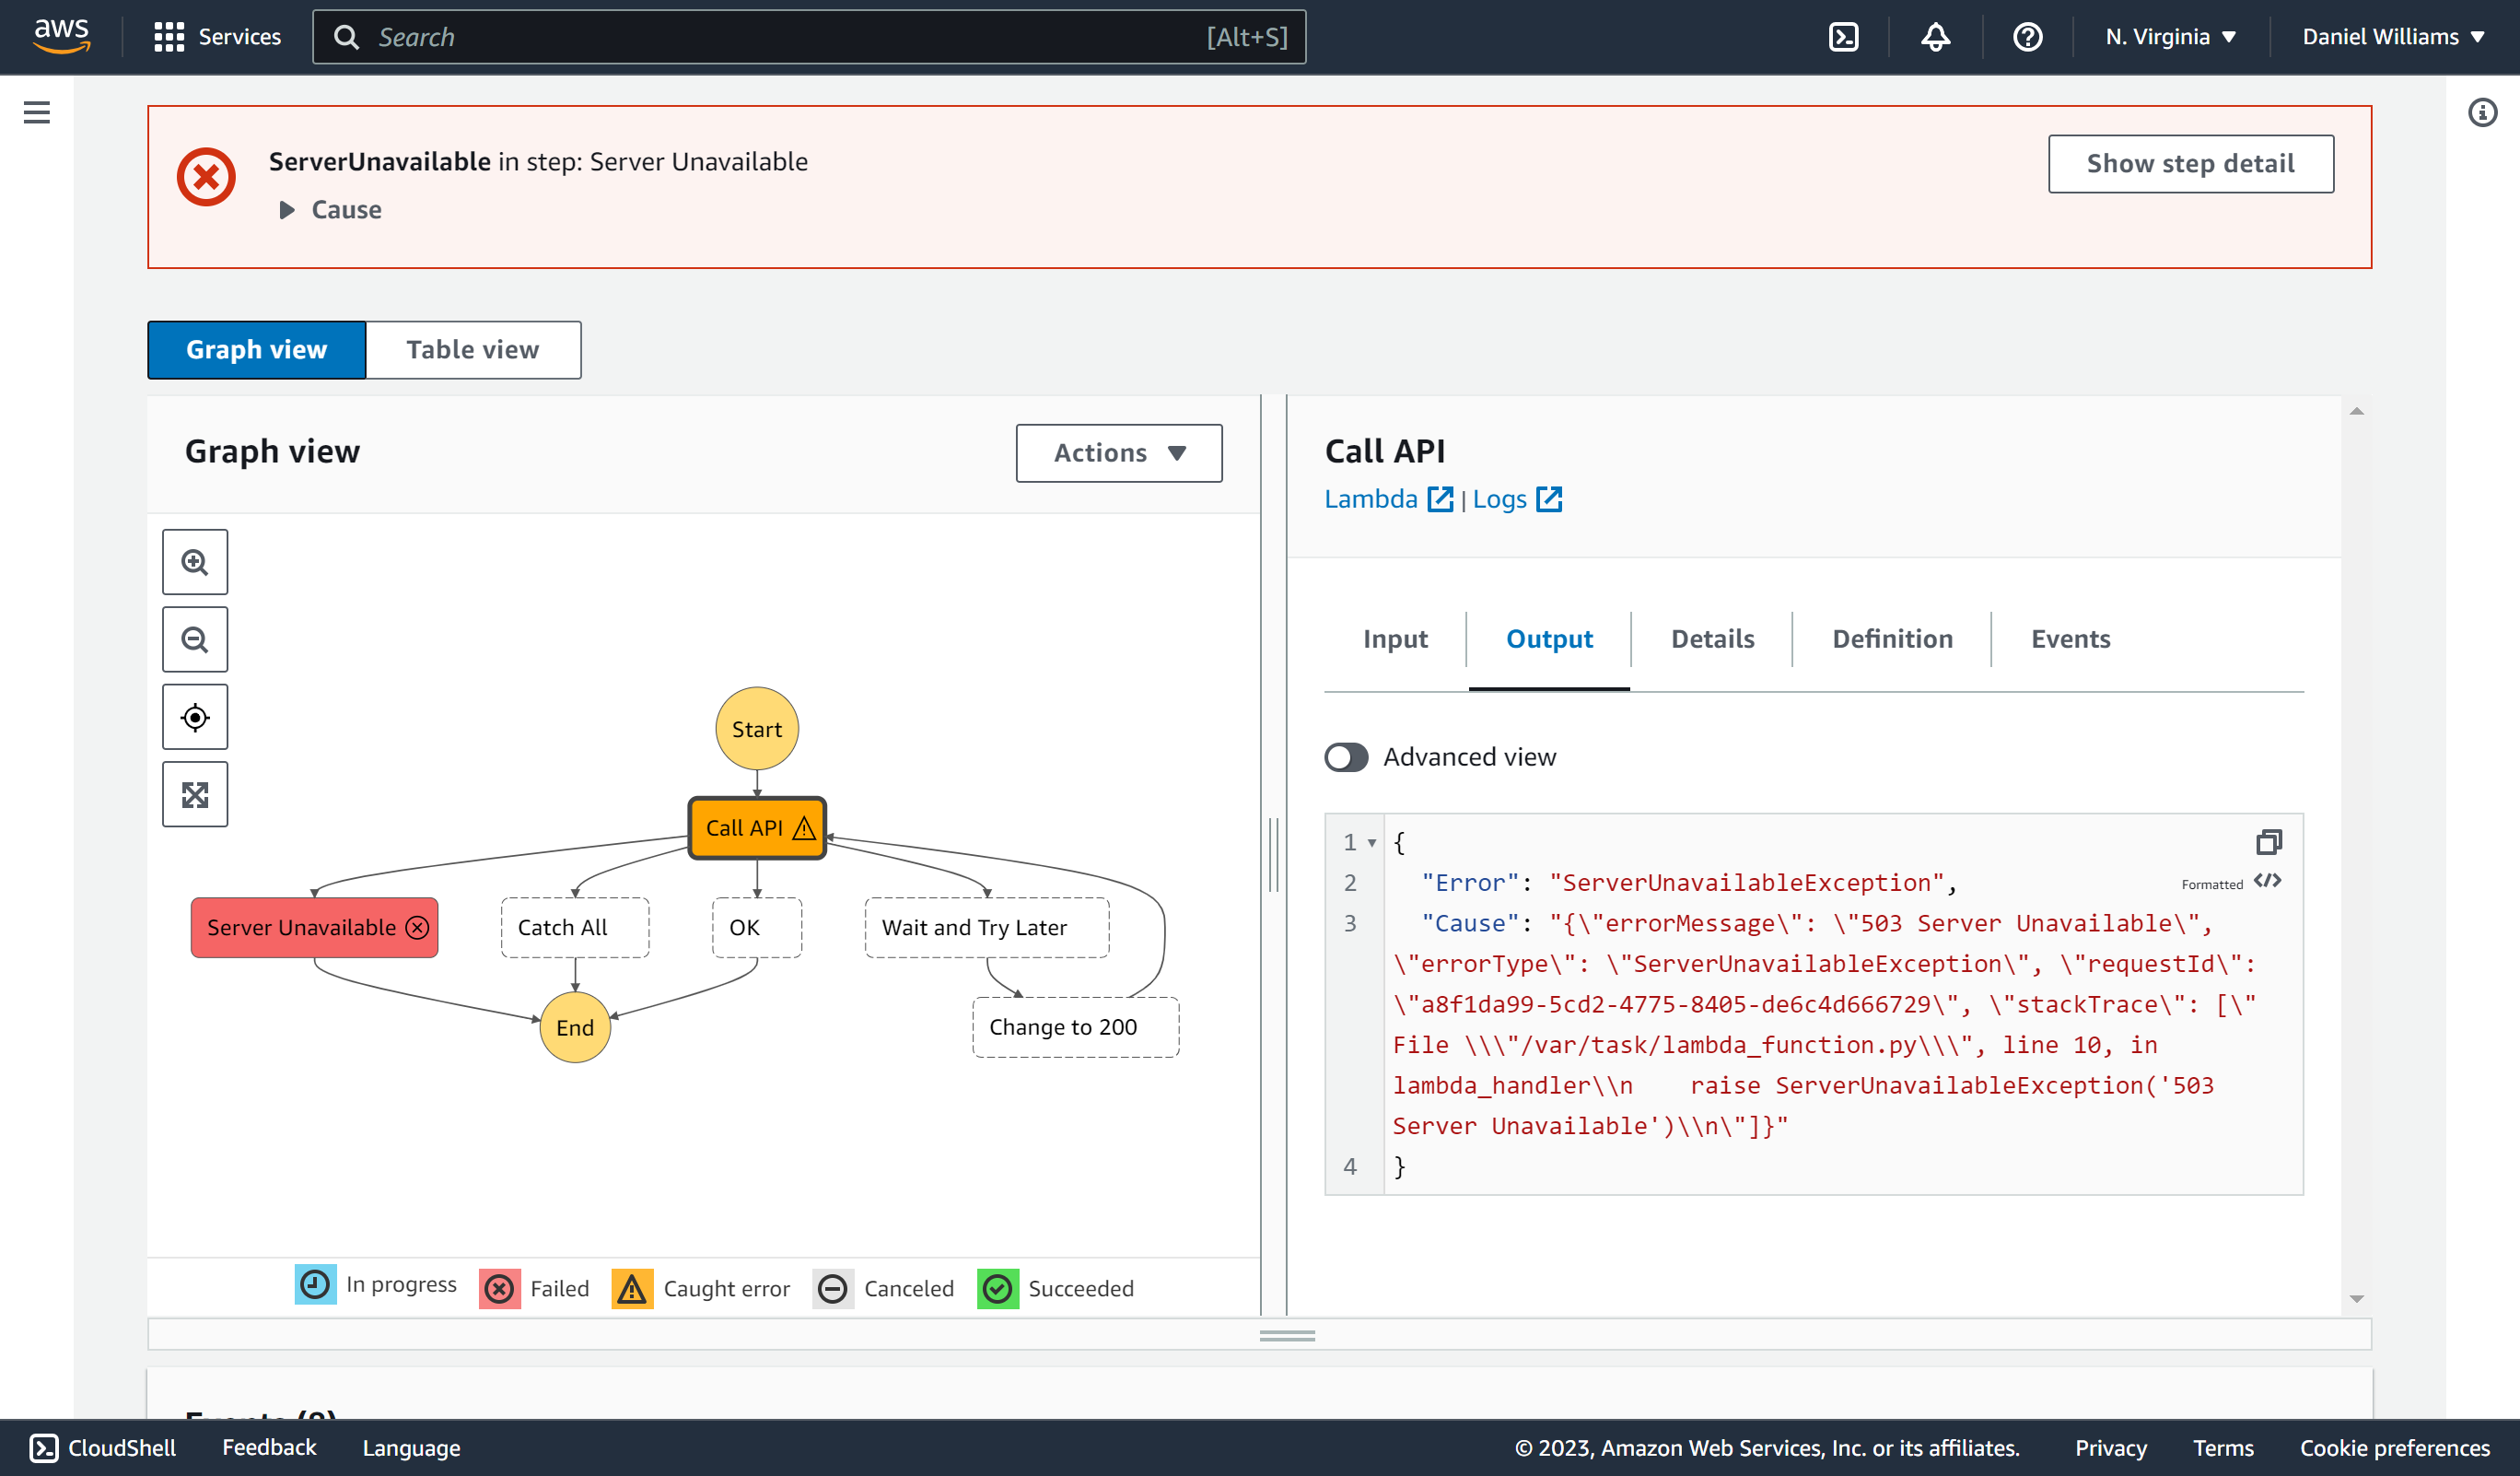 aws
Services
Search
[Alt+S]
N. Virginia
Daniel Williams
ServerUnavailable in step: Server Unavailable
Cause
Show step detail
Graph view
Table view
Graph view
Actions
Start
Call API
Server Unavailable
Catch All
OK
Wait and Try Later
End
Change to 200
In progress
Failed
Caught error
Canceled
Succeeded
Call API
Lambda | Logs
Input
Output
Details
Definition
Events
Advanced view
Formatted
1 {
2 "Error": "ServerUnavailableException",
3 "Cause": "{\"errorMessage\": \"503 Server Unavailable\",
\"errorType\": \"ServerUnavailableException\", \"requestId\":
\"a8f1da99-5cd2-4775-8405-de6c4d666729\", \"stackTrace\": [\"
File \\\"/var/task/lambda_function.py\\\", line 10, in
lambda_handler\\n    raise ServerUnavailableException('503
Server Unavailable')\\n\"]}"
4 }
CloudShell
Feedback
Language
© 2023, Amazon Web Services, Inc. or its affiliates.
Privacy
Terms
Cookie preferences